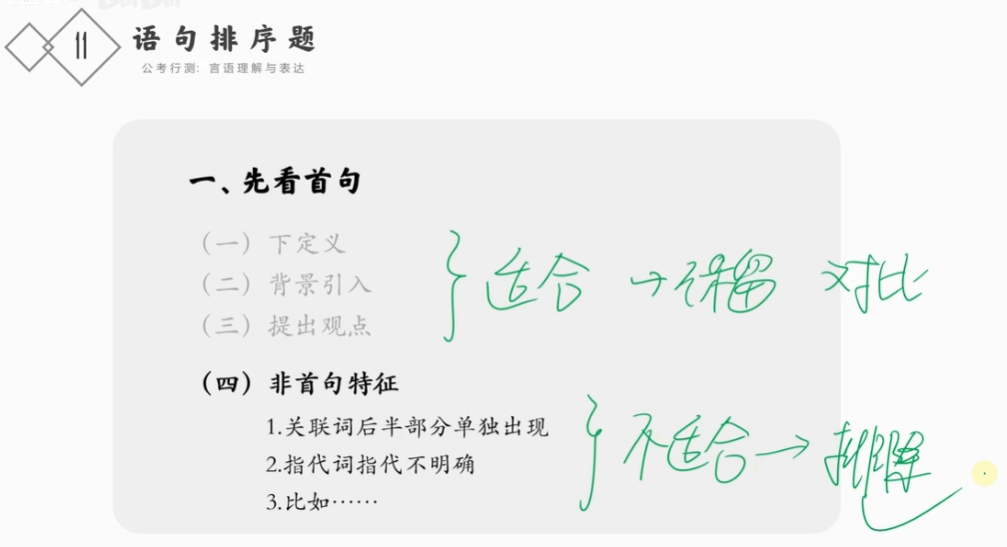 11 语句排序题
公考行测: 言语理解与表达
一、先看首句
（一）下定义
（二）背景引入
（三）提出观点
适合 → 保留 对比
（四）非首句特征
1.关联词后半部分单独出现
2.指代词指代不明确
3.比如……
不适合→排除